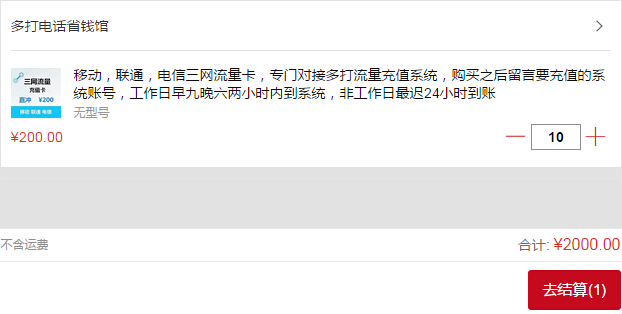 多打电话省钱馆
三网流量
充值卡
直冲 ¥200
移动 联通 电信
移动，联通，电信三网流量卡，专门对接多打流量充值系统，购买之后留言要充值的系
统账号，工作日早九晚六两小时内到系统，非工作日最迟24小时到账
无型号
¥200.00
10
不含运费
合计: ¥2000.00
去结算(1)